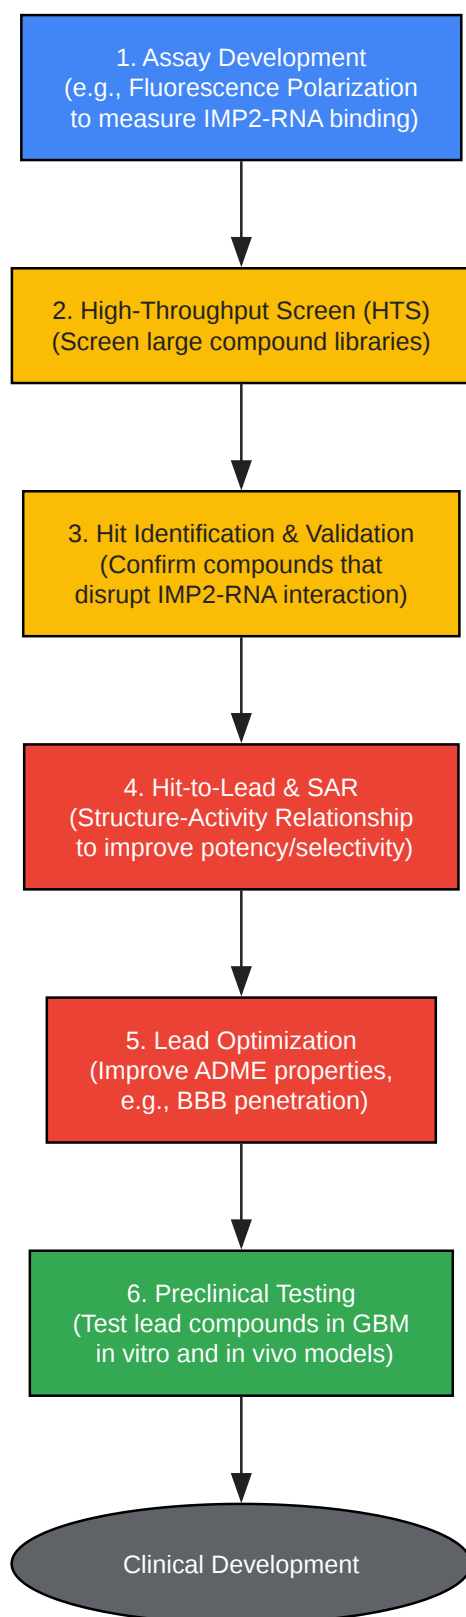 1. Assay Development
(e.g., Fluorescence Polarization
to measure IMP2-RNA binding)
2. High-Throughput Screen (HTS)
(Screen large compound libraries)
3. Hit Identification & Validation
(Confirm compounds that
disrupt IMP2-RNA interaction)
4. Hit-to-Lead & SAR
(Structure-Activity Relationship
to improve potency/selectivity)
5. Lead Optimization
(Improve ADME properties,
e.g., BBB penetration)
6. Preclinical Testing
(Test lead compounds in GBM
in vitro and in vivo models)
Clinical Development